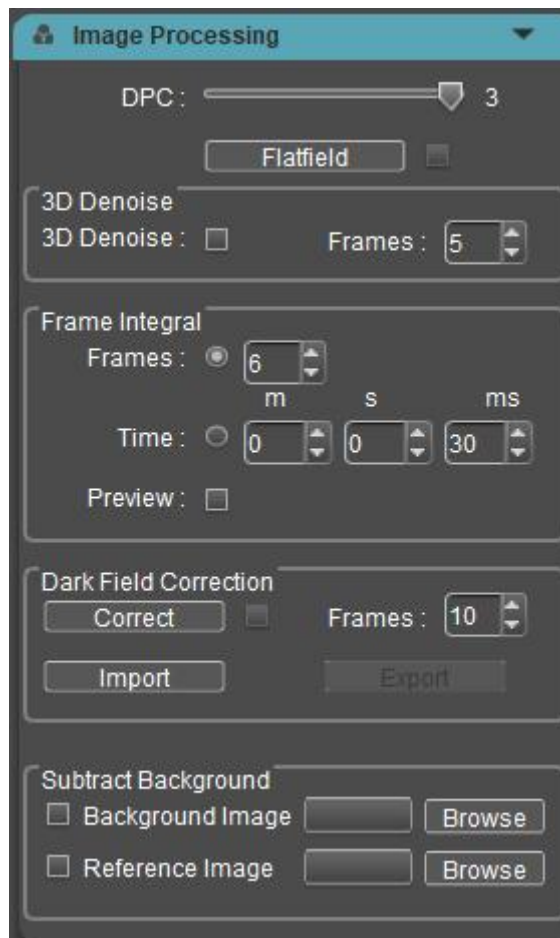 Image Processing
DPC : 3
Flatfield
3D Denoise
3D Denoise : Frames : 5
Frame Integral
Frames : 6
m s ms
Time : 0 0 30
Preview :
Dark Field Correction
Correct Frames : 10
Import Export
Subtract Background
Background Image Browse
Reference Image Browse